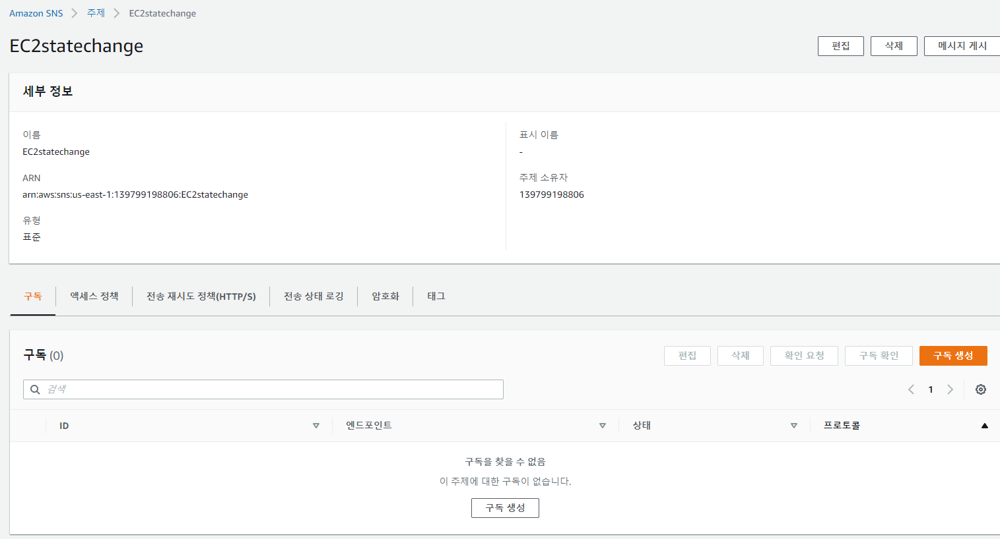 Amazon SNS > 주제 > EC2statechange
EC2statechange
편집 삭제 메시지 게시
세부 정보
이름
EC2statechange
표시 이름
-
ARN
arn:aws:sns:us-east-1:139799198806:EC2statechange
주제 소유자
139799198806
유형
표준
구독 액세스 정책 전송 재시도 정책(HTTP/S) 전송 상태 로깅 암호화 태그
구독 (0)
편집 삭제 확인 요청 구독 확인 구독 생성
검색
1
ID 엔드포인트 상태 프로토콜
구독을 찾을 수 없음
이 주제에 대한 구독이 없습니다.
구독 생성